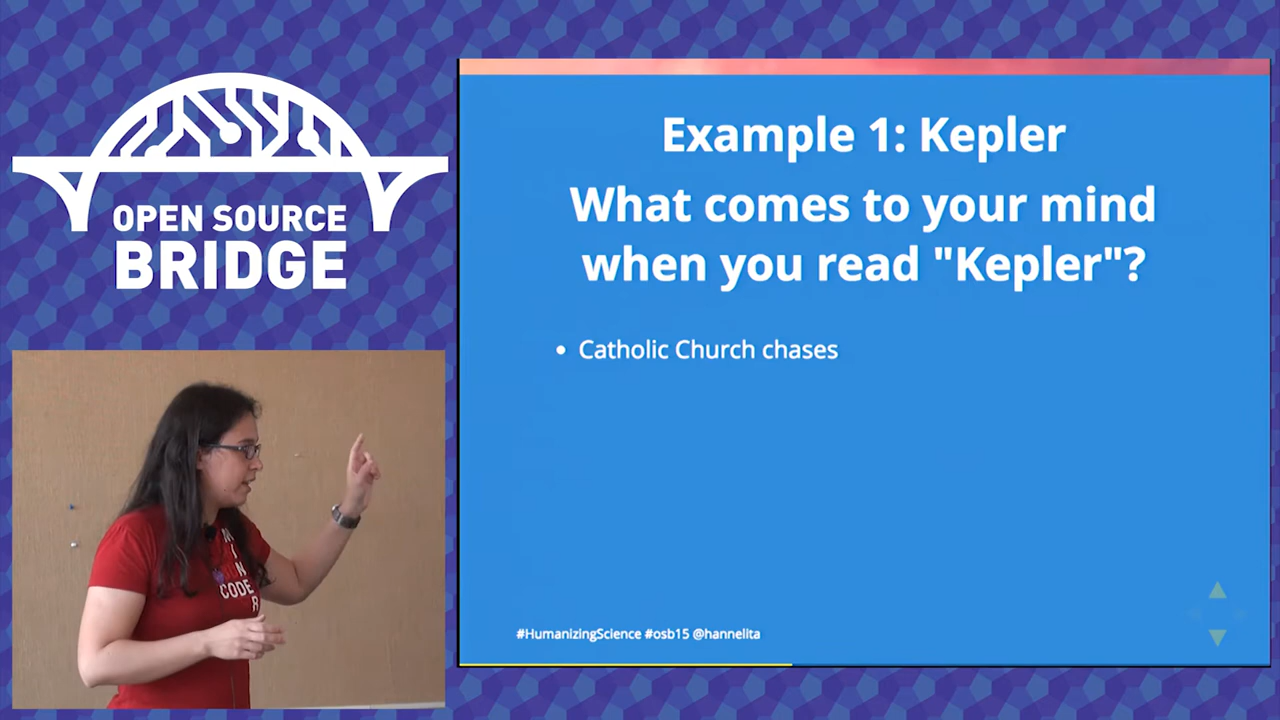 OPEN SOURCE
BRIDGE
Example 1: Kepler
What comes to your mind
when you read "Kepler"?
• Catholic Church chases
#HumanizingScience #osb15 @hannelita
CODE